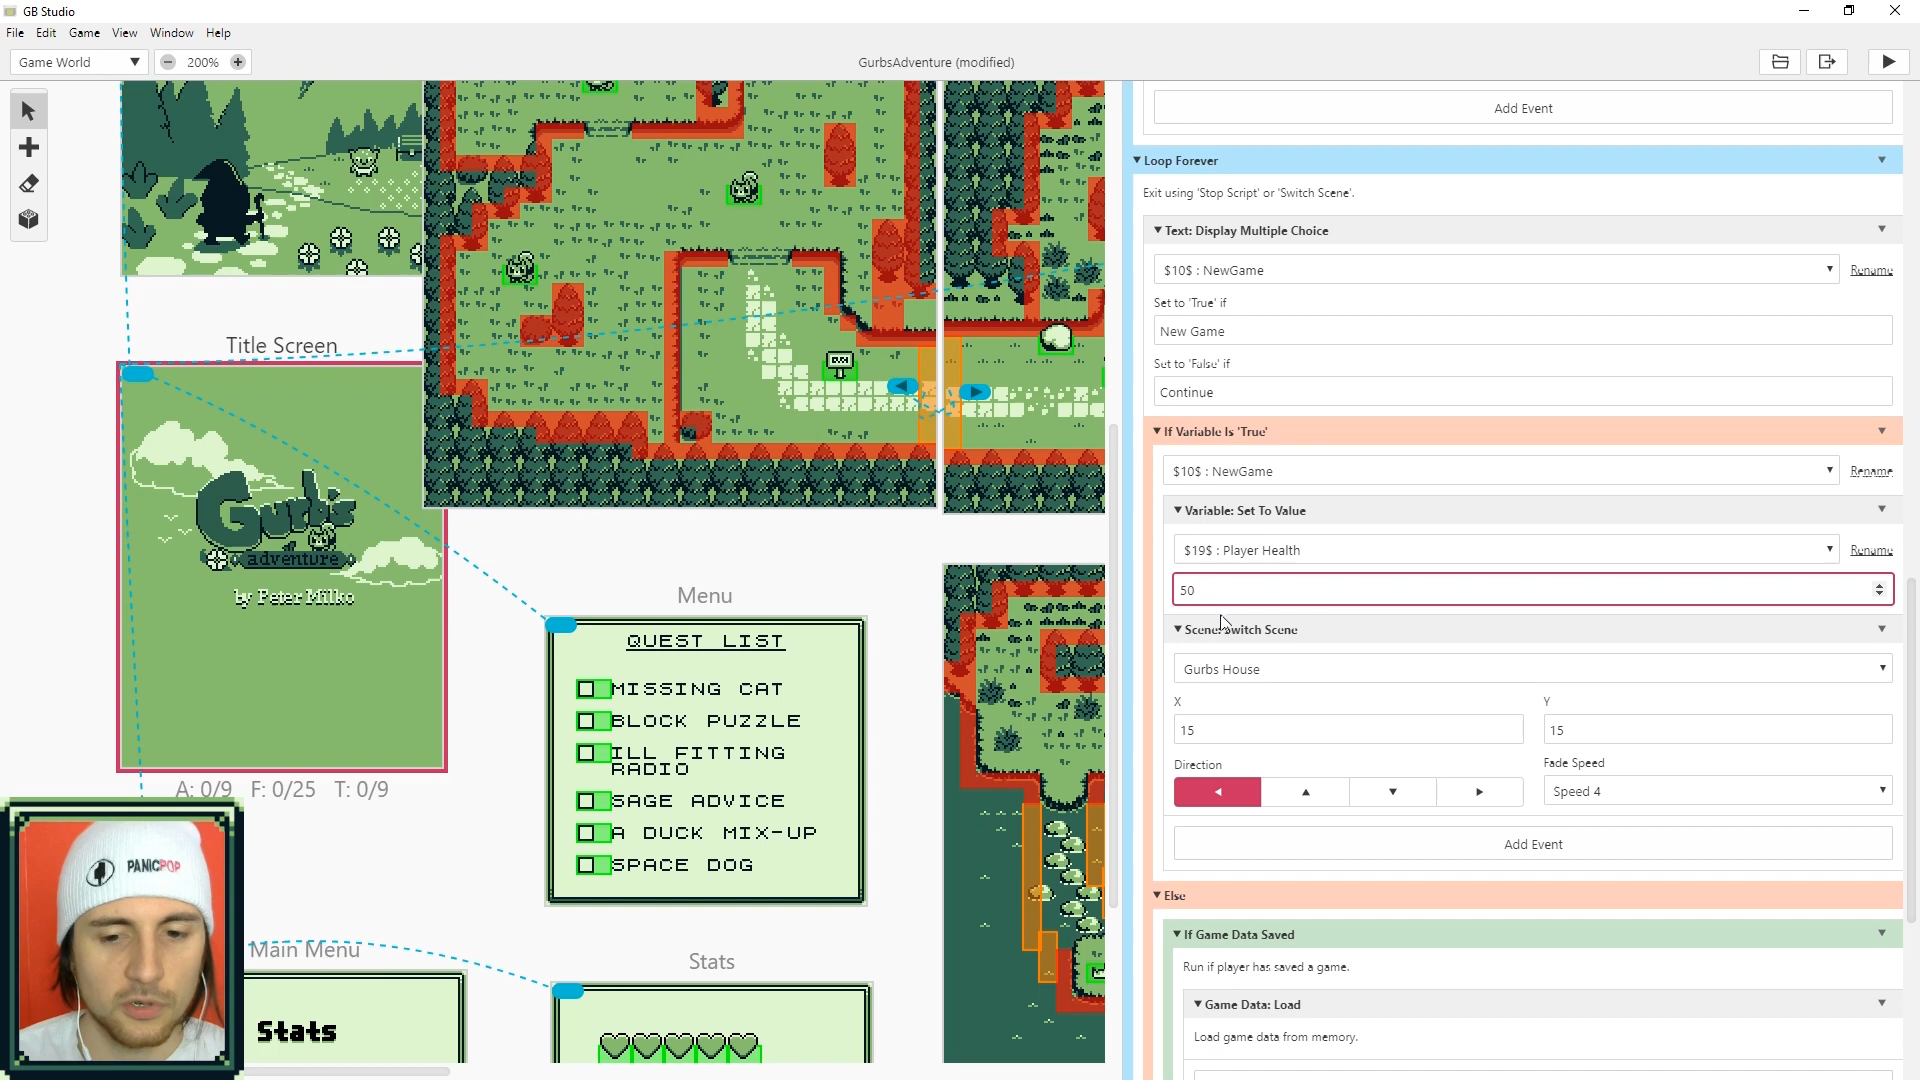 GB Studio
File Edit Game View Window Help
Game World 200% GurbsAdventure (modified)
Add Event
Loop Forever
Exit using 'Stop Script' or 'Switch Scene'.
Text: Display Multiple Choice
$10$ : NewGame Rename
Set to 'True' if
New Game
Set to 'False' if
Continue
If Variable Is 'True'
$10$ : NewGame Rename
Variable: Set To Value
$19$ : Player Health Rename
50
Scene: Switch Scene
Gurbs House
X Y
15 15
Direction Fade Speed
Speed 4
Add Event
Else
If Game Data Saved
Run if player has saved a game.
Game Data: Load
Load game data from memory.
Title Screen
Gurb's
adventure
by Peter Milko
A: 0/9 F: 0/25 T: 0/9
Menu
QUEST LIST
MISSING CAT
BLOCK PUZZLE
ILL FITTING
RADIO
SAGE ADVICE
A DUCK MIX-UP
SPACE DOG
PANICPOP
Main Menu
Stats
Stats